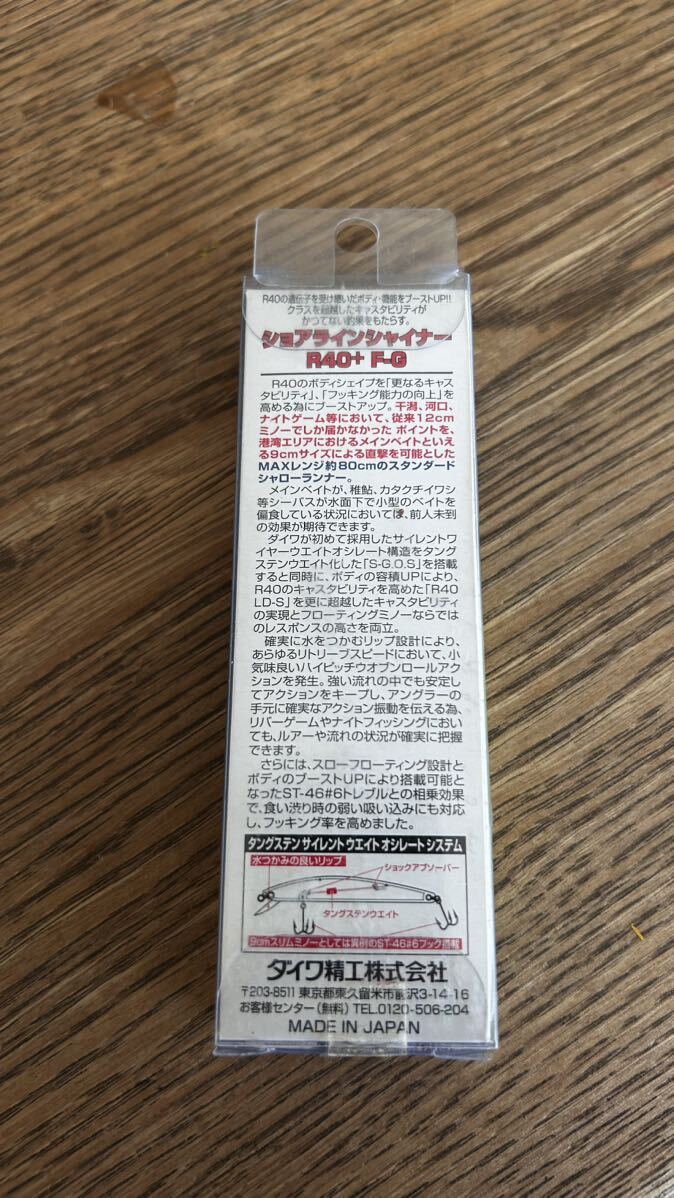 R40の遺伝子を受け継いだボディ・機能をブーストUP!!
クラスを超越したキャスタビリティが
かつてない釣果をもたらす。
ショアラインシャイナー
R40+ F-G
R40のボディシェイプを「更なるキャス
タビリティ」、「フッキング能力の向上」を
高める為にブーストアップ。干潟、河口、
ナイトゲーム等において、従来12cm
ミノーでしか届かなかった ポイントを、
港湾エリアにおけるメインベイトといえ
る9cmサイズによる直撃を可能とした
MAXレンジ約80cmのスタンダード
シャローランナー。
メインベイトが、稚鮎、カタクチイワシ
等シーバスが水面下で小型のベイトを
偏食している状況においては、前人未到
の効果が期待できます。
ダイワが初めて採用したサイレントワ
イヤーウエイトオシレート構造をタング
ステンウエイト化した「S-G.O.S」を搭載
すると同時に、ボディの容積UPにより、
R40のキャスタビリティを高めた「R40
LD-S」を更に超越したキャスタビリティ
の実現とフローティングミノーならでは
のレスポンスの高さを両立。
確実に水をつかむリップ設計により、
あらゆるリトリーブスピードにおいて、小
気味良いハイピッチウオブンロールアク
ションを発生。強い流れの中でも安定し
てアクションをキープし、アングラーの
手元に確実なアクション振動を伝える為、
リバーゲームやナイトフィッシングにおい
ても、ルアーや流れの状況が確実に把握
できます。
さらには、スローフローティング設計と
ボディのブーストUPにより搭載可能と
なったST-46#6トレブルとの相乗効果
で、食い渋り時の弱い吸い込みにも対応
し、フッキング率を高めました。
タングステン サイレント ウエイト オシレート システム
水つかみの良いリップ
ショックアブソーバー
タングステンウエイト
9cmスリムミノーとしては異例のST-46#6フック搭載
ダイワ精工株式会社
〒203-8511 東京都東久留米市前沢3-14-16
お客様センター(無料) TEL.0120-506-204
MADE IN JAPAN